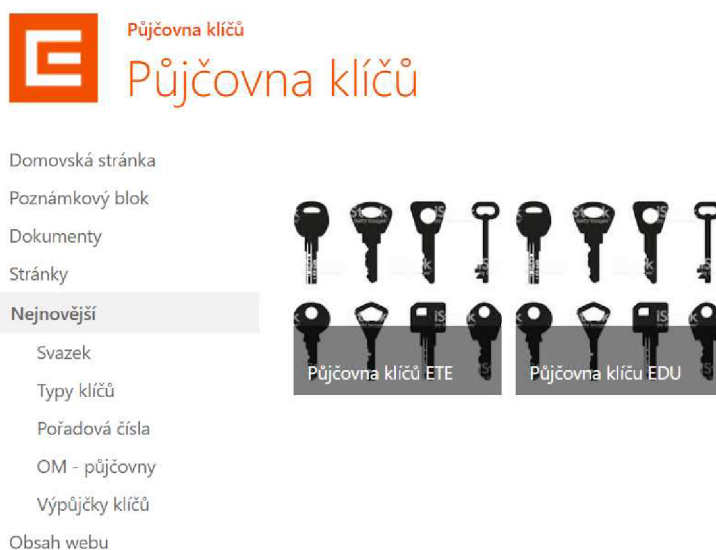 Půjčovna klíčů
Půjčovna klíčů
Domovská stránka
Poznámkový blok
Dokumenty
Stránky
Nejnovější
Svazek
Typy klíčů
Pořadová čísla
OM - půjčovny
Výpůjčky klíčů
Obsah webu
Půjčovna klíčů ETE
Půjčovna klíču EDU